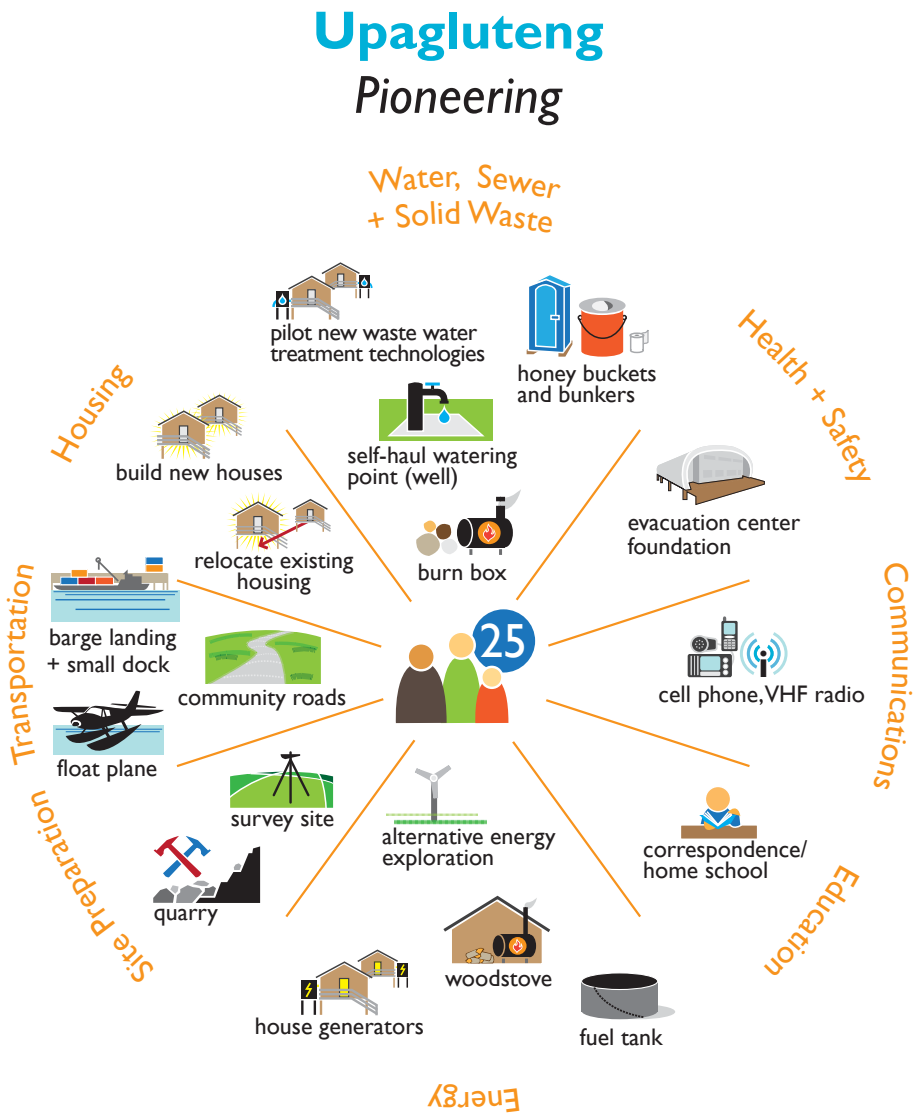 Upagluteng
Pioneering
Water, Sewer
+ Solid Waste
pilot new waste water
treatment technologies
honey buckets
and bunkers
self-haul watering
point (well)
burn box
Health + Safety
evacuation center
foundation
Communications
cell phone, VHF radio
Education
correspondence/
home school
Energy
alternative energy
exploration
woodstove
house generators
fuel tank
Site Preparation
survey site
quarry
Transportation
barge landing
+ small dock
community roads
float plane
Housing
build new houses
relocate existing
housing
25